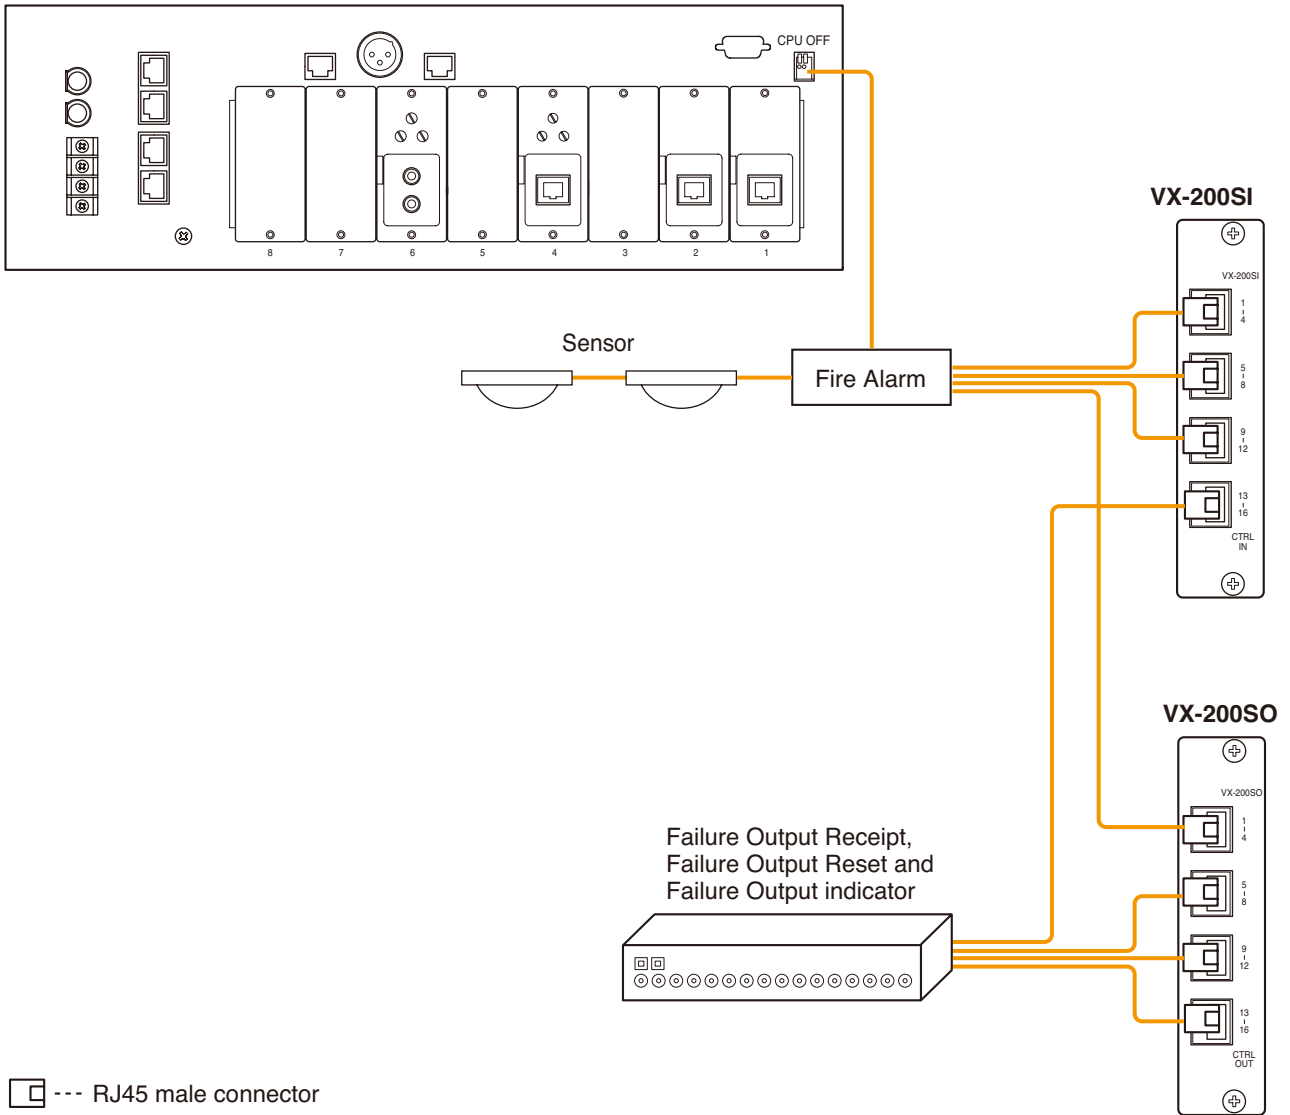 CPU OFF
8 7 6 5 4 3 2 1
VX-200SI
VX-200SI
1
4
5
8
9
12
13
16
CTRL
IN
Sensor
Fire Alarm
VX-200SO
VX-200SO
1
4
5
8
9
12
13
16
CTRL
OUT
Failure Output Receipt,
Failure Output Reset and
Failure Output indicator
--- RJ45 male connector